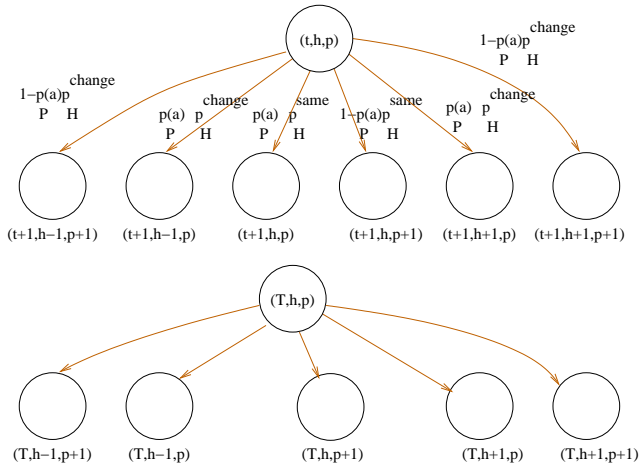 (t,h,p)
1−p(a)p change
P H
p(a) p change
P H
p(a) p same
P H
1−p(a)p same
P H
p(a) p change
P H
1−p(a)p change
P H
(t+1,h−1,p+1) (t+1,h−1,p) (t+1,h,p) (t+1,h,p+1) (t+1,h+1,p) (t+1,h+1,p+1)
(T,h,p)
(T,h−1,p+1) (T,h−1,p) (T,h,p+1) (T,h+1,p) (T,h+1,p+1)